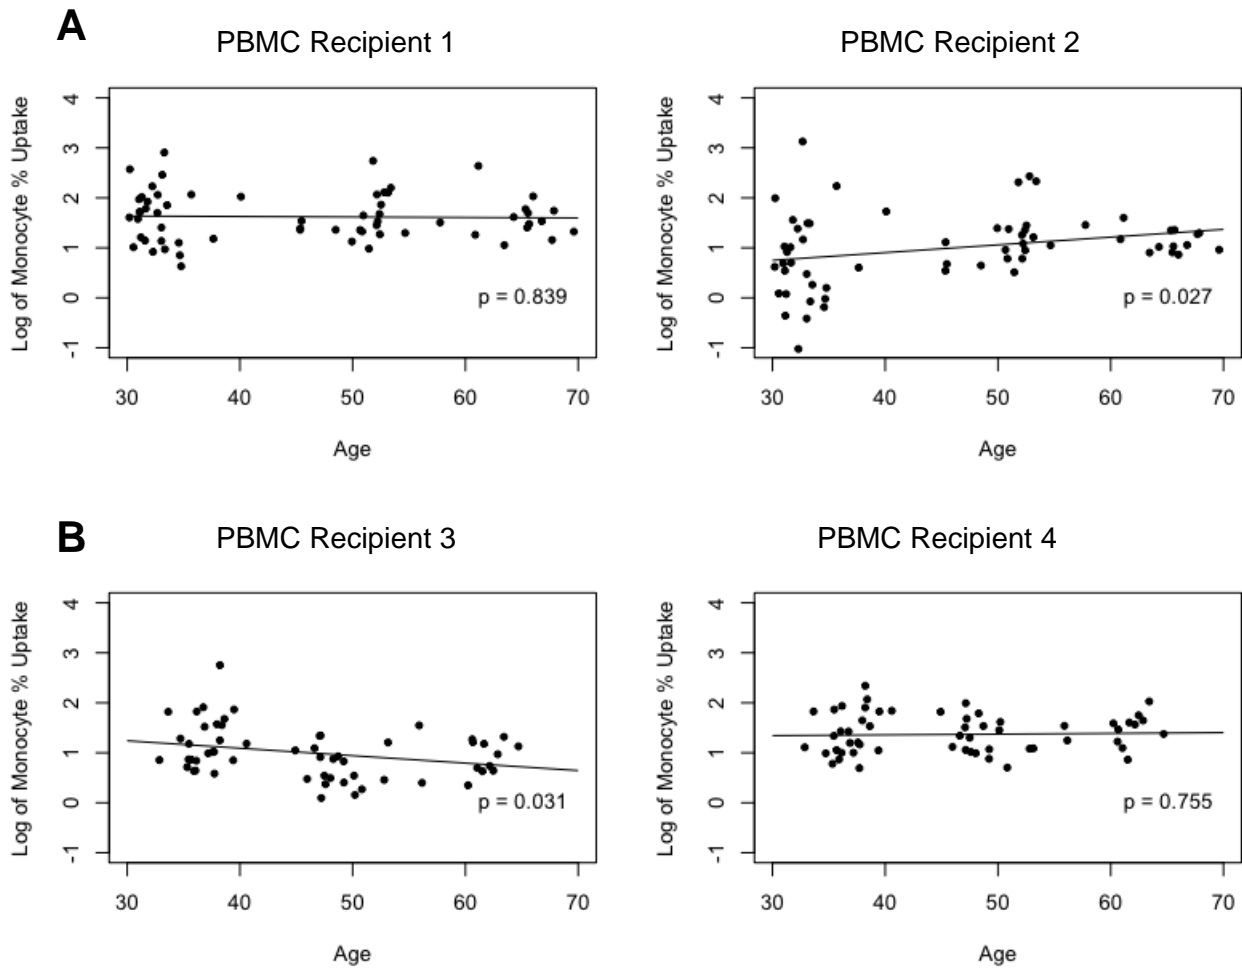 A
PBMC Recipient 1
PBMC Recipient 2
Log of Monocyte % Uptake
4
3
2
1
0
-1
p = 0.839
30 40 50 60 70
Age
Log of Monocyte % Uptake
4
3
2
1
0
-1
p = 0.027
30 40 50 60 70
Age
B
PBMC Recipient 3
PBMC Recipient 4
Log of Monocyte % Uptake
4
3
2
1
0
-1
p = 0.031
30 40 50 60 70
Age
Log of Monocyte % Uptake
4
3
2
1
0
-1
p = 0.755
30 40 50 60 70
Age